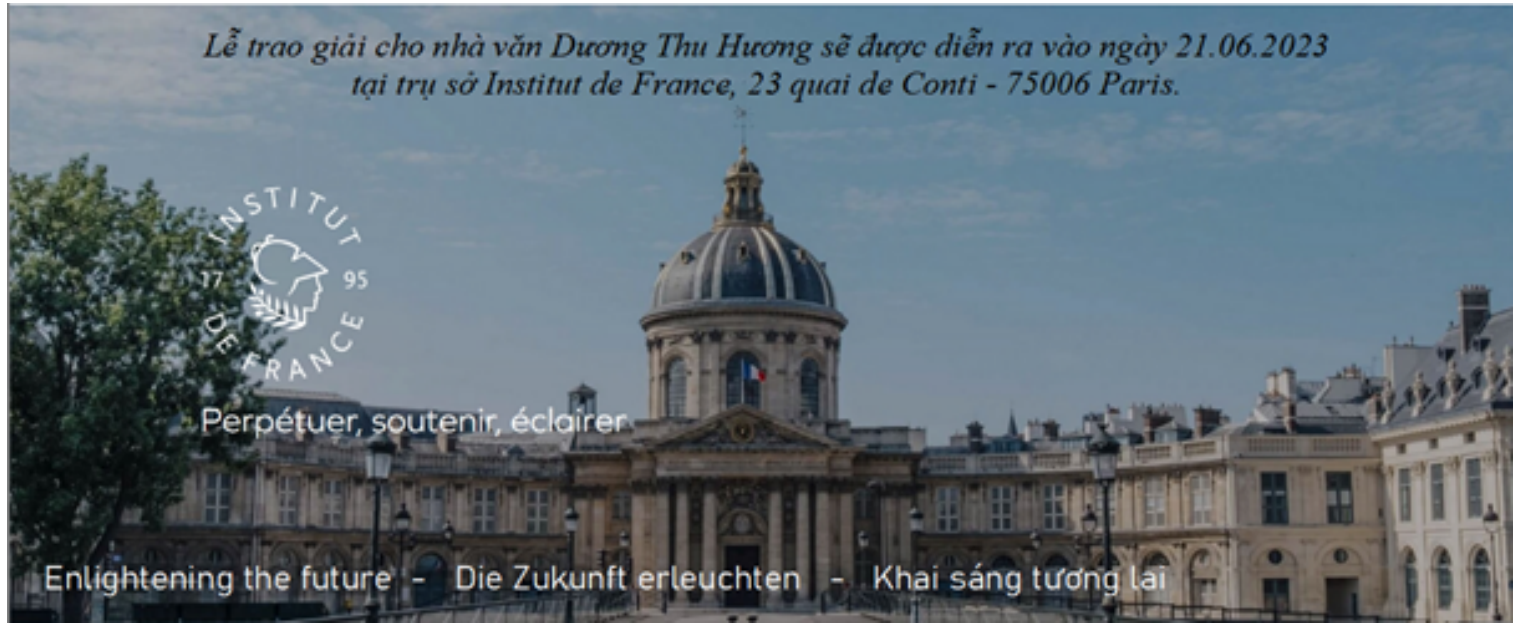 Lễ trao giải cho nhà văn Dương Thu Hương sẽ được diễn ra vào ngày 21.06.2023
tại trụ sở Institut de France, 23 quai de Conti - 75006 Paris.
INSTITUT
17 95
DE FRANCE
Perpétuer, soutenir, éclairer
Enlightening the future - Die Zukunft erleuchten - Khai sáng tương lai